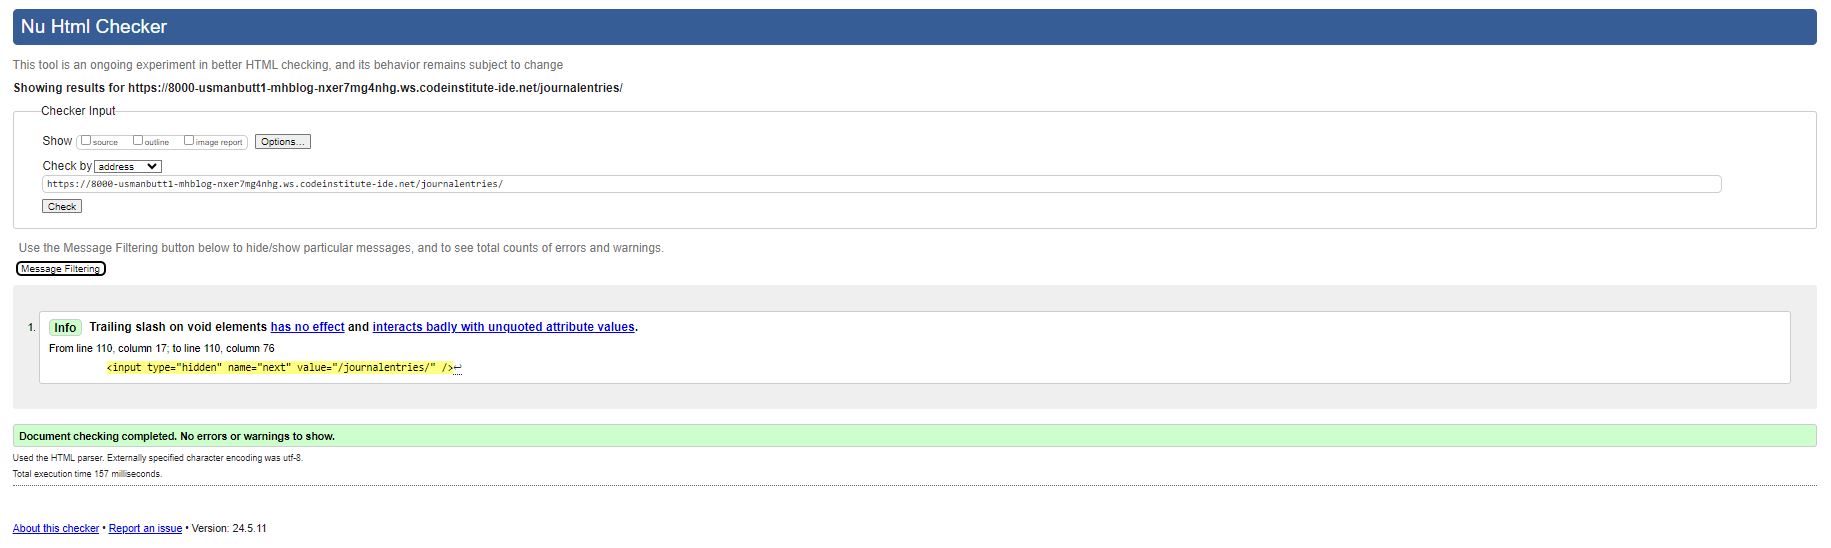 Nu Html Checker
This tool is an ongoing experiment in better HTML checking, and its behavior remains subject to change
Showing results for https://8000-usmanbutt1-mhblog-nxer7mg4nhg.ws.codeinstitute-ide.net/journalentries/
Checker Input
Show source outline image report Options...
Check by address
https://8000-usmanbutt1-mhblog-nxer7mg4nhg.ws.codeinstitute-ide.net/journalentries/
Check
Use the Message Filtering button below to hide/show particular messages, and to see total counts of errors and warnings.
Message Filtering
1. Info Trailing slash on void elements has no effect and interacts badly with unquoted attribute values.
From line 110, column 17; to line 110, column 76
<input type="hidden" name="next" value="/journalentries/" />↩
Document checking completed. No errors or warnings to show.
Used the HTML parser. Externally specified character encoding was utf-8.
Total execution time 157 milliseconds.
About this checker • Report an issue • Version: 24.5.11